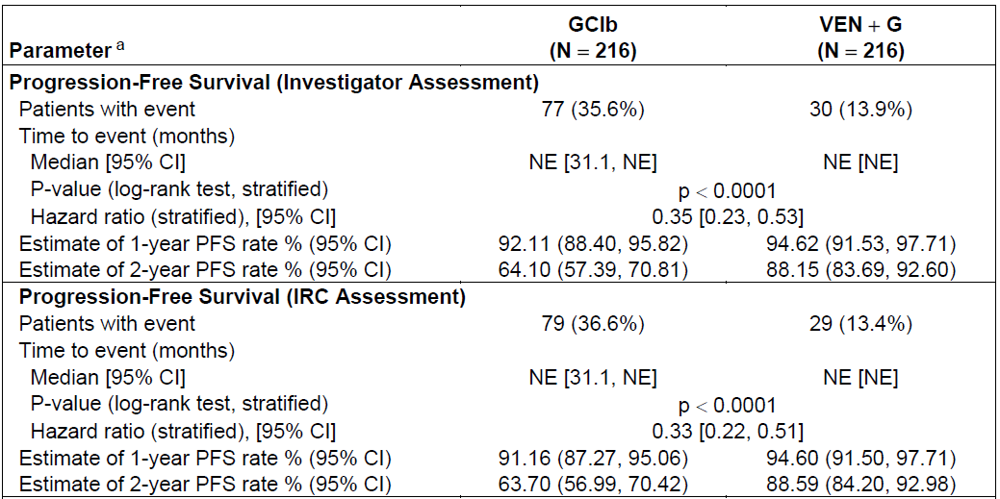 GClb VEN + G
Parameter a (N = 216) (N = 216)
Progression-Free Survival (Investigator Assessment)
Patients with event 77 (35.6%) 30 (13.9%)
Time to event (months)
Median [95% CI] NE [31.1, NE] NE [NE]
P-value (log-rank test, stratified) p < 0.0001
Hazard ratio (stratified), [95% CI] 0.35 [0.23, 0.53]
Estimate of 1-year PFS rate % (95% CI) 92.11 (88.40, 95.82) 94.62 (91.53, 97.71)
Estimate of 2-year PFS rate % (95% CI) 64.10 (57.39, 70.81) 88.15 (83.69, 92.60)
Progression-Free Survival (IRC Assessment)
Patients with event 79 (36.6%) 29 (13.4%)
Time to event (months)
Median [95% CI] NE [31.1, NE] NE [NE]
P-value (log-rank test, stratified) p < 0.0001
Hazard ratio (stratified), [95% CI] 0.33 [0.22, 0.51]
Estimate of 1-year PFS rate % (95% CI) 91.16 (87.27, 95.06) 94.60 (91.50, 97.71)
Estimate of 2-year PFS rate % (95% CI) 63.70 (56.99, 70.42) 88.59 (84.20, 92.98)